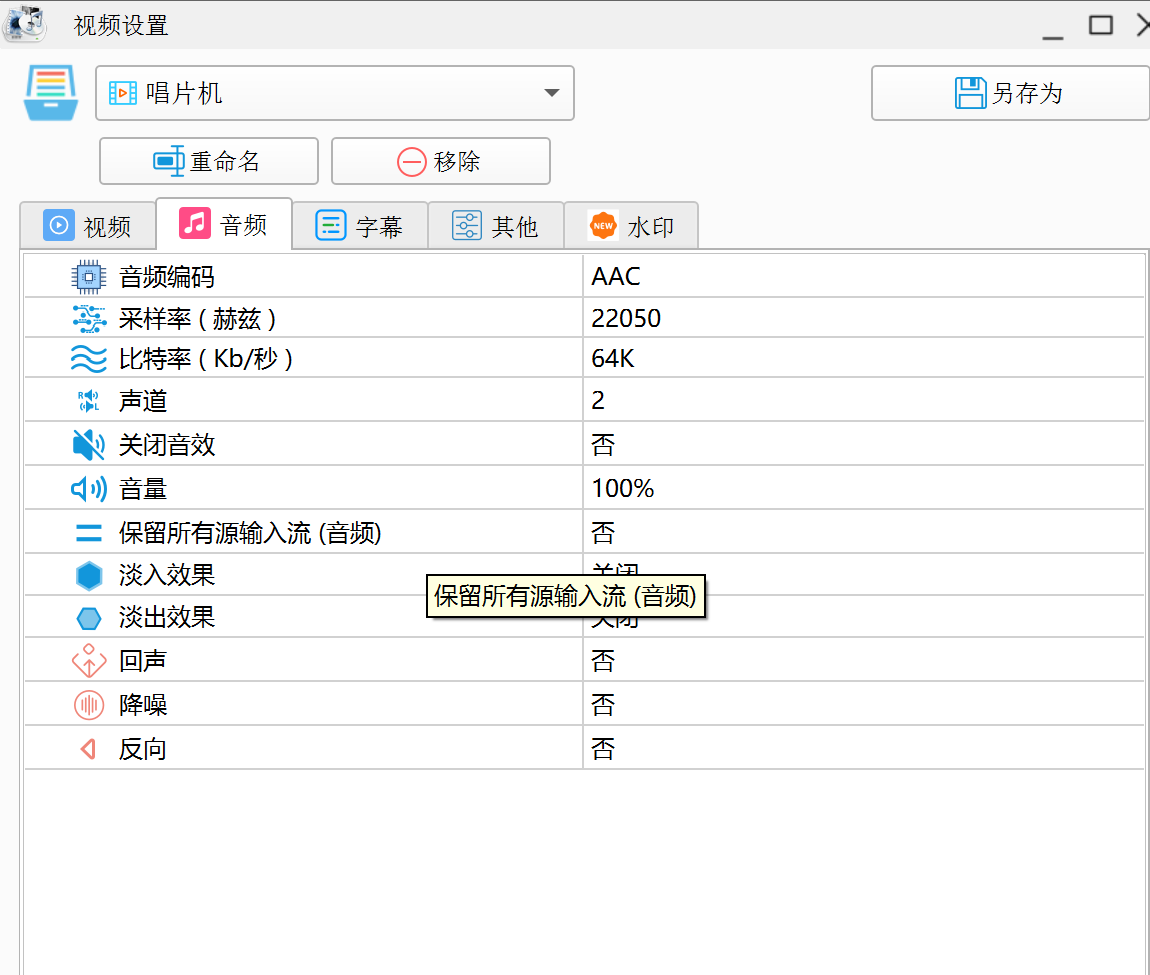 视频设置
唱片机
另存为
重命名
移除
视频
音频
字幕
其他
NEW
水印
音频编码 AAC
采样率 ( 赫兹 ) 22050
比特率 ( Kb/秒 ) 64K
R L
声道 2
关闭音效 否
音量 100%
保留所有源输入流 (音频) 否
淡入效果 关闭
保留所有源输入流 (音频)
淡出效果 关闭
回声 否
降噪 否
反向 否